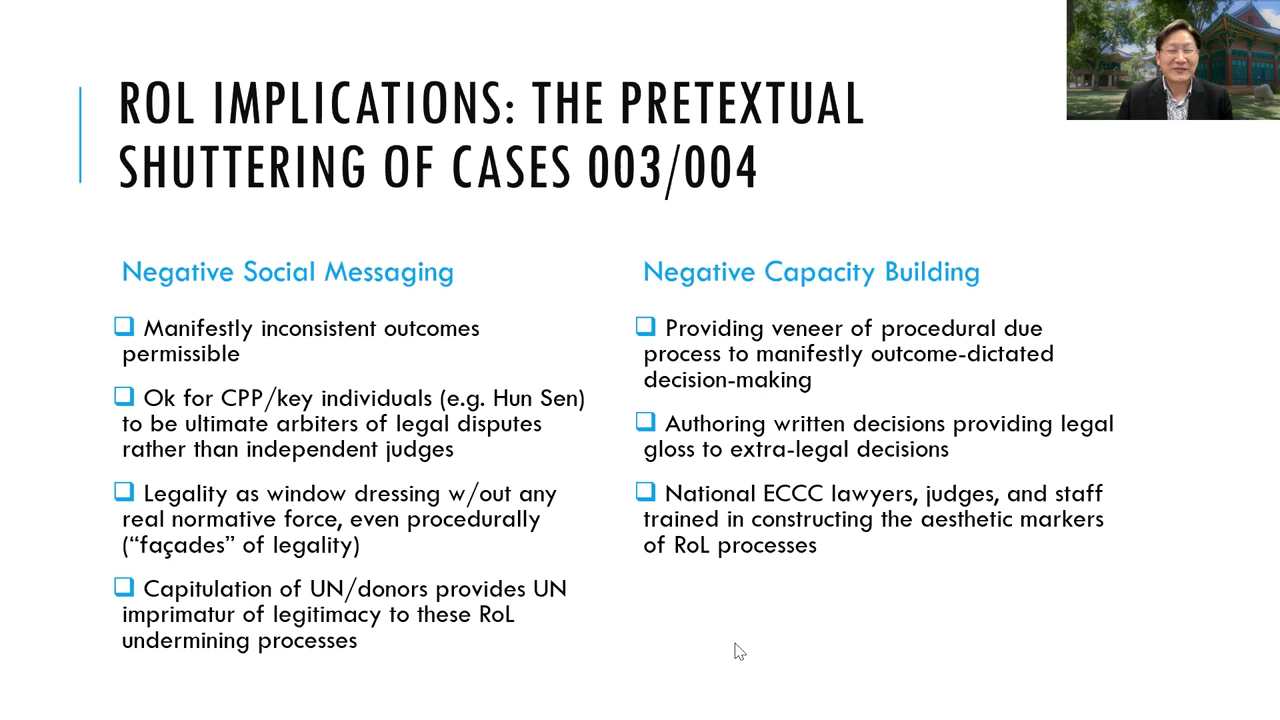 ROL IMPLICATIONS: THE PRETEXTUAL
SHUTTERING OF CASES 003/004
Negative Social Messaging
❑ Manifestly inconsistent outcomes
permissible
❑ Ok for CPP/key individuals (e.g. Hun Sen)
to be ultimate arbiters of legal disputes
rather than independent judges
❑ Legality as window dressing w/out any
real normative force, even procedurally
(“façades” of legality)
❑ Capitulation of UN/donors provides UN
imprimatur of legitimacy to these RoL
undermining processes
Negative Capacity Building
❑ Providing veneer of procedural due
process to manifestly outcome-dictated
decision-making
❑ Authoring written decisions providing legal
gloss to extra-legal decisions
❑ National ECCC lawyers, judges, and staff
trained in constructing the aesthetic markers
of RoL processes